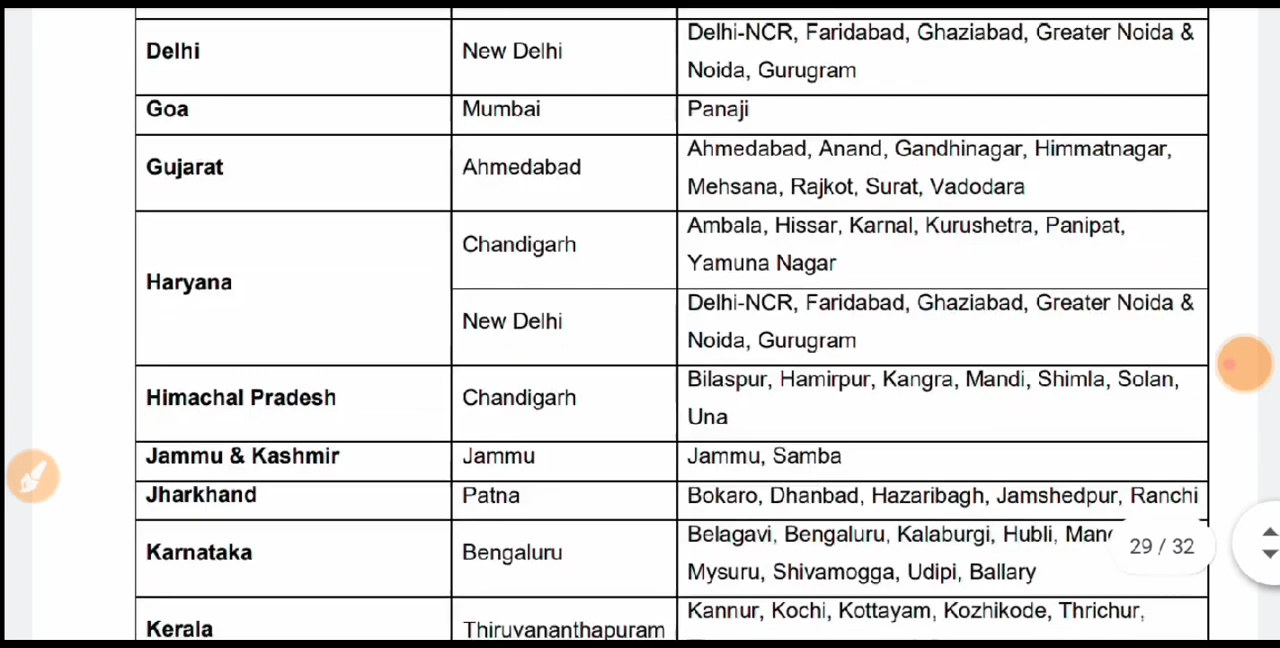 Delhi
New Delhi
Delhi-NCR, Faridabad, Ghaziabad, Greater Noida &
Noida, Gurugram
Goa
Mumbai
Panaji
Gujarat
Ahmedabad
Ahmedabad, Anand, Gandhinagar, Himmatnagar,
Mehsana, Rajkot, Surat, Vadodara
Haryana
Chandigarh
Ambala, Hissar, Karnal, Kurushetra, Panipat,
Yamuna Nagar
New Delhi
Delhi-NCR, Faridabad, Ghaziabad, Greater Noida &
Noida, Gurugram
Himachal Pradesh
Chandigarh
Bilaspur, Hamirpur, Kangra, Mandi, Shimla, Solan,
Una
Jammu & Kashmir
Jammu
Jammu, Samba
Jharkhand
Patna
Bokaro, Dhanbad, Hazaribagh, Jamshedpur, Ranchi
Karnataka
Bengaluru
Belagavi, Bengaluru, Kalaburgi, Hubli,
Mysuru, Shivamogga, Udipi, Ballary
29 / 32
Kerala
Thiruvananthapuram
Kannur, Kochi, Kottayam, Kozhikode, Thrichur,